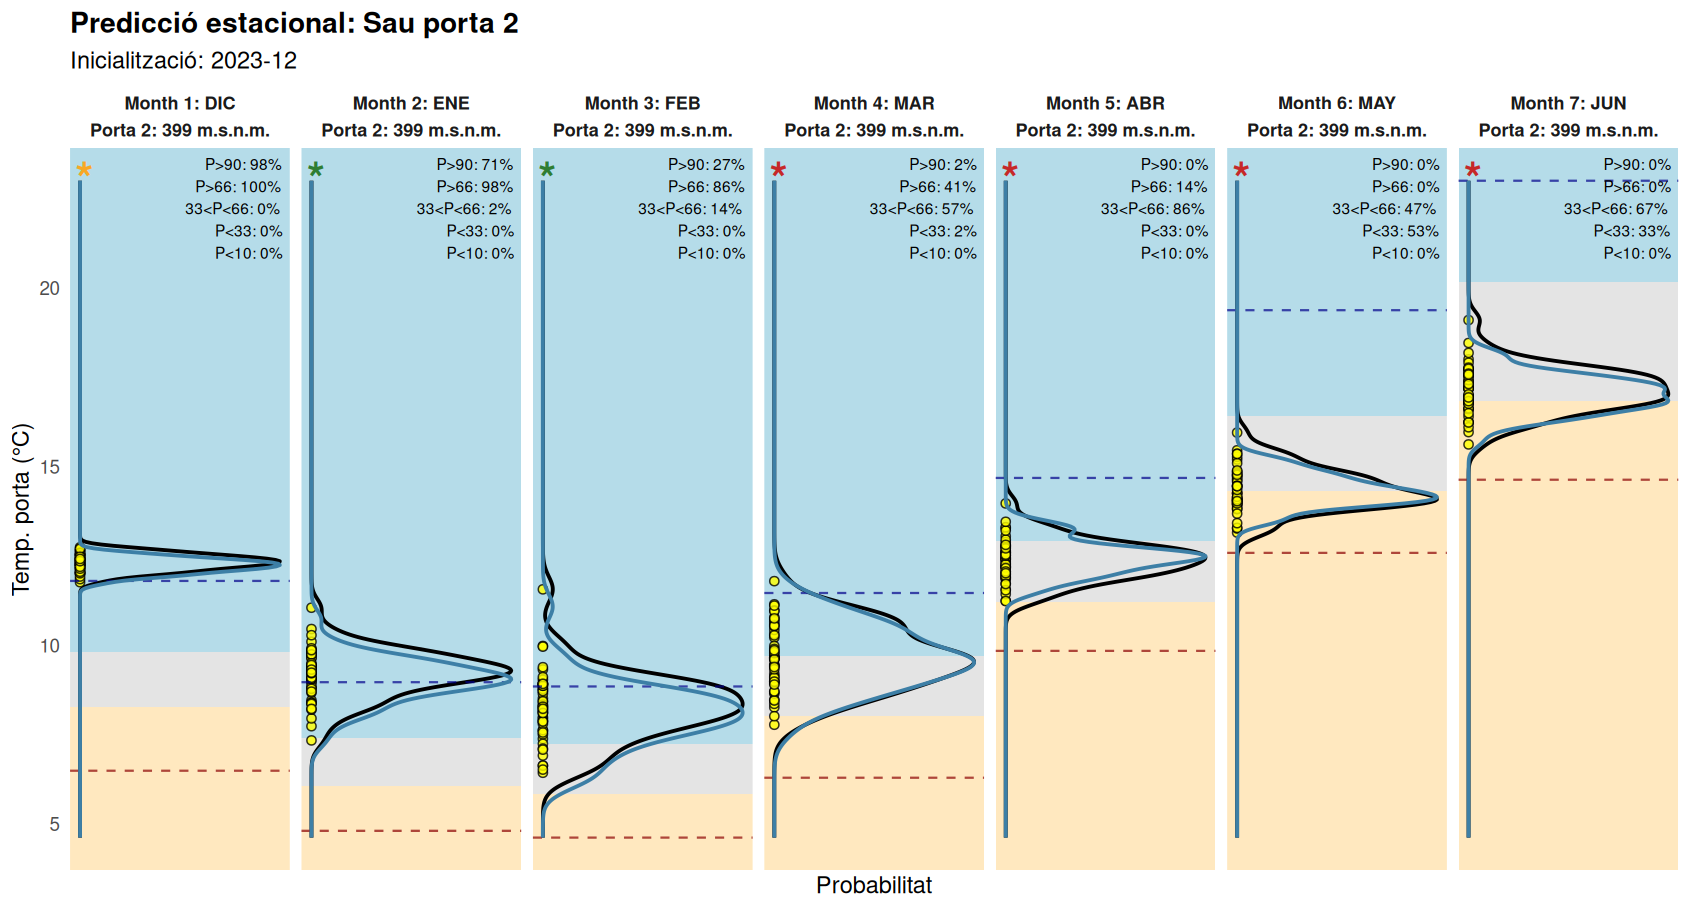 Predicció estacional: Sau porta 2
Inicialització: 2023-12
Month 1: DIC
Porta 2: 399 m.s.n.m.
Month 2: ENE
Porta 2: 399 m.s.n.m.
Month 3: FEB
Porta 2: 399 m.s.n.m.
Month 4: MAR
Porta 2: 399 m.s.n.m.
Month 5: ABR
Porta 2: 399 m.s.n.m.
Month 6: MAY
Porta 2: 399 m.s.n.m.
Month 7: JUN
Porta 2: 399 m.s.n.m.
*
P>90: 98%
P>66: 100%
33<P<66: 0%
P<33: 0%
P<10: 0%
*
P>90: 71%
P>66: 98%
33<P<66: 2%
P<33: 0%
P<10: 0%
*
P>90: 27%
P>66: 86%
33<P<66: 14%
P<33: 0%
P<10: 0%
*
P>90: 2%
P>66: 41%
33<P<66: 57%
P<33: 2%
P<10: 0%
*
P>90: 0%
P>66: 14%
33<P<66: 86%
P<33: 0%
P<10: 0%
*
P>90: 0%
P>66: 0%
33<P<66: 47%
P<33: 53%
P<10: 0%
*
P>90: 0%
P>66: 0%
33<P<66: 67%
P<33: 33%
P<10: 0%
20
15
10
5
Temp. porta (°C)
Probabilitat